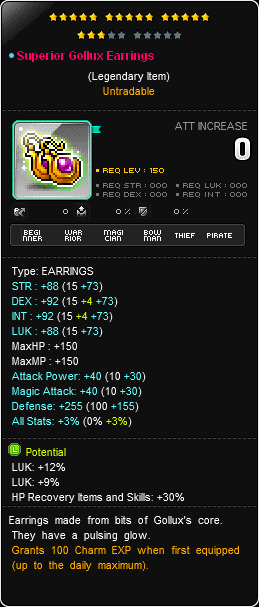 Superior Gollux Earrings
(Legendary Item)
Untradable
ATT INCREASE
0
REQ LEV : 150
REQ STR : 000 REQ LUK : 000
REQ DEX : 000 REQ INT : 000
0 0 % 0 %
BEGINNER WARRIOR MAGICIAN BOWMAN THIEF PIRATE
Type: EARRINGS
STR : +88 (15 +73)
DEX : +92 (15 +4 +73)
INT : +92 (15 +4 +73)
LUK : +88 (15 +73)
MaxHP : +150
MaxMP : +150
Attack Power: +40 (10 +30)
Magic Attack: +40 (10 +30)
Defense: +255 (100 +155)
All Stats: +3% (0% +3%)
L Potential
LUK: +12%
LUK: +9%
HP Recovery Items and Skills: +30%
Earrings made from bits of Gollux's core.
They have a pulsing glow.
Grants 100 Charm EXP when first equipped
(up to the daily maximum).